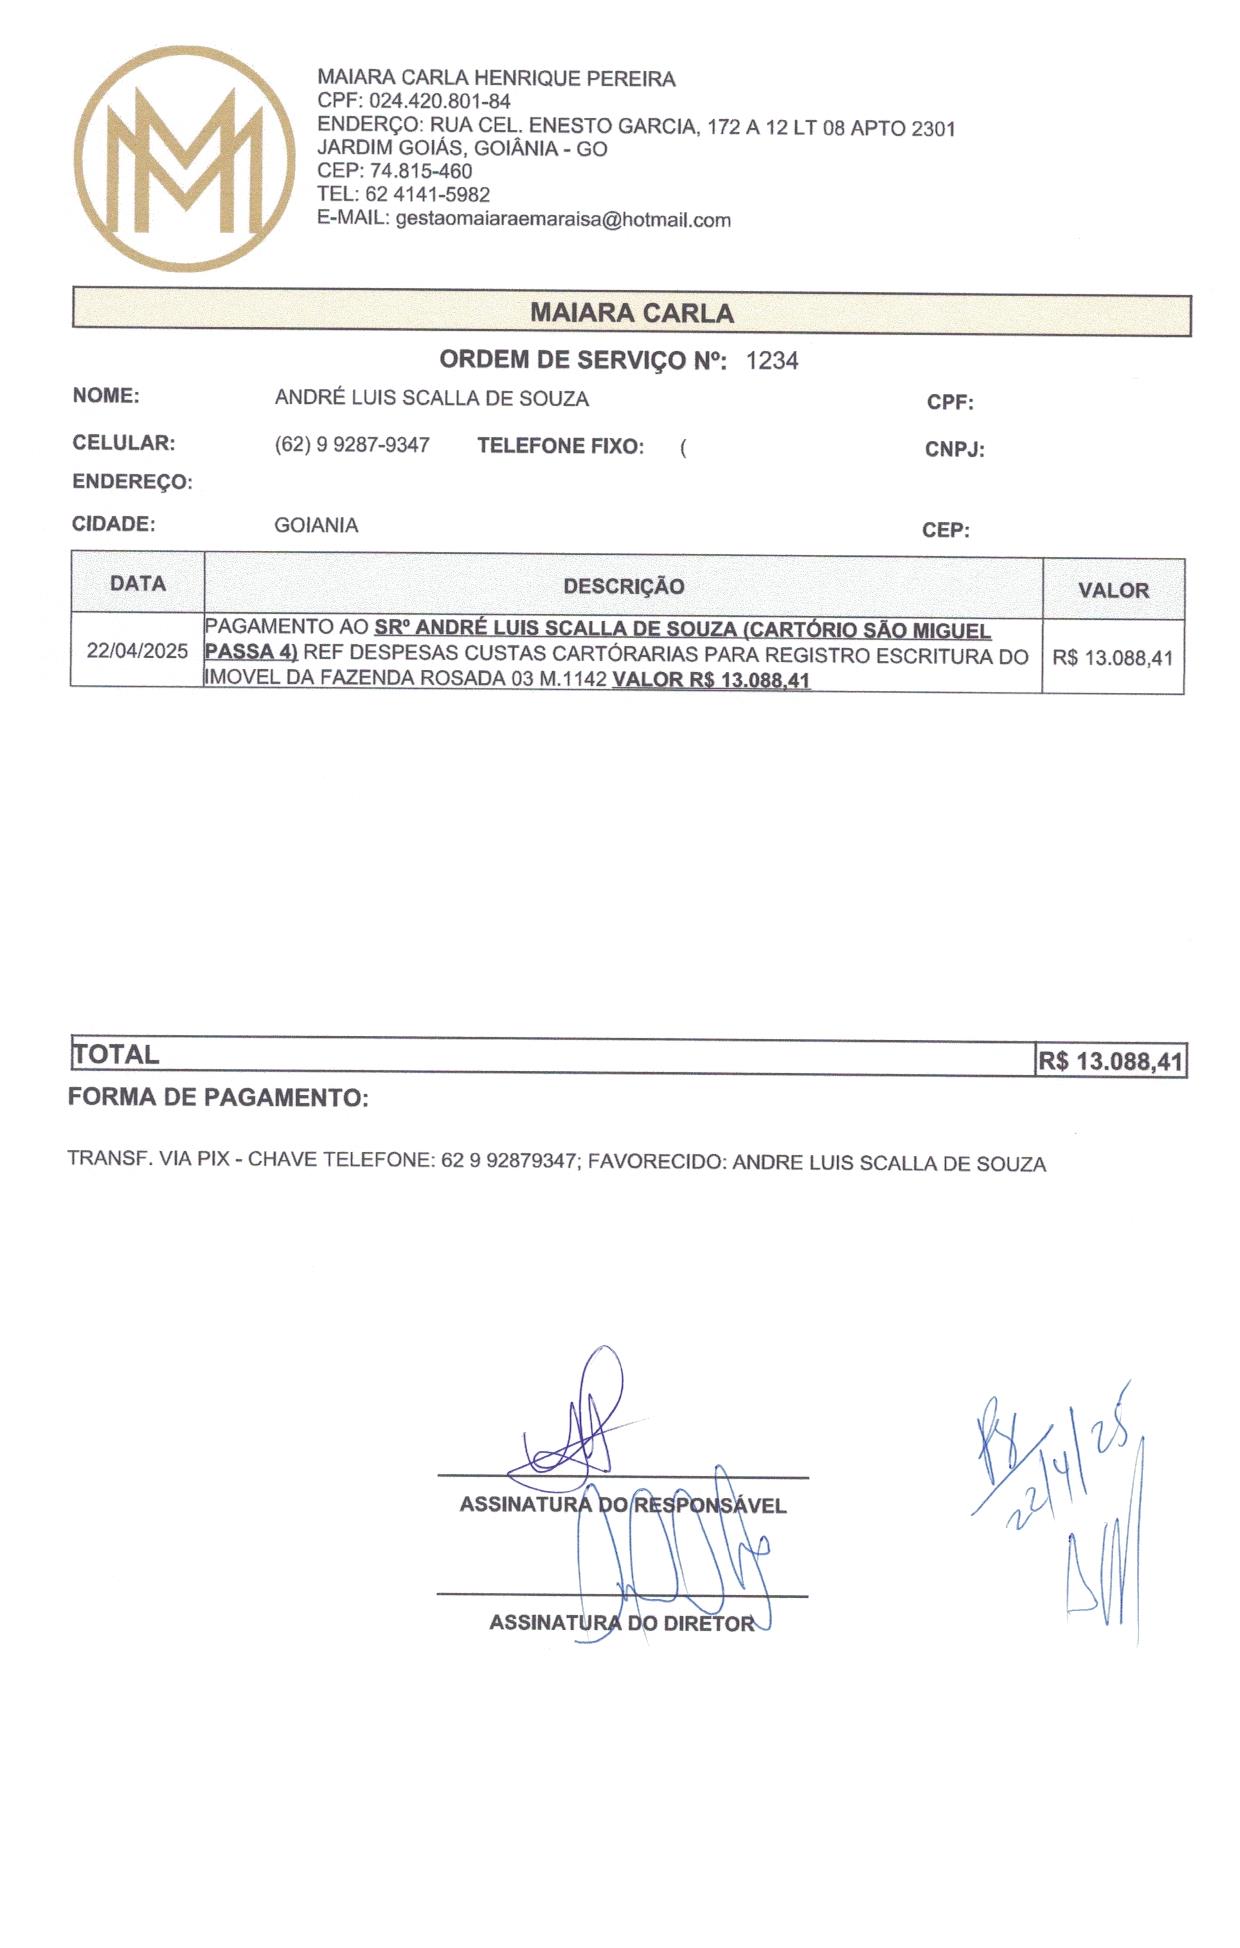 MAIARA CARLA HENRIQUE PEREIRA
CPF: 024.420.801-84
ENDERÇO: RUA CEL. ENESTO GARCIA, 172 A 12 LT 08 APTO 2301
JARDIM GOIÁS, GOIÂNIA - GO
CEP: 74.815-460
TEL: 62 4141-5982
E-MAIL: gestaomaiaraemaraisa@hotmail.com
MAIARA CARLA
ORDEM DE SERVIÇO Nº: 1234
NOME: ANDRÉ LUIS SCALLA DE SOUZA CPF:
CELULAR: (62) 9 9287-9347 TELEFONE FIXO: ( CNPJ:
ENDEREÇO:
CIDADE: GOIANIA CEP:
DATA DESCRIÇÃO VALOR
PAGAMENTO AO SRº ANDRÉ LUIS SCALLA DE SOUZA (CARTÓRIO SÃO MIGUEL
22/04/2025 PASSA 4) REF DESPESAS CUSTAS CARTÓRARIAS PARA REGISTRO ESCRITURA DO R$ 13.088,41
IMOVEL DA FAZENDA ROSADA 03 M.1142 VALOR R$ 13.088,41
TOTAL R$ 13.088,41
FORMA DE PAGAMENTO:
TRANSF. VIA PIX - CHAVE TELEFONE: 62 9 92879347; FAVORECIDO: ANDRE LUIS SCALLA DE SOUZA
22/4/25
ASSINATURA DO RESPONSÁVEL
ASSINATURA DO DIRETOR